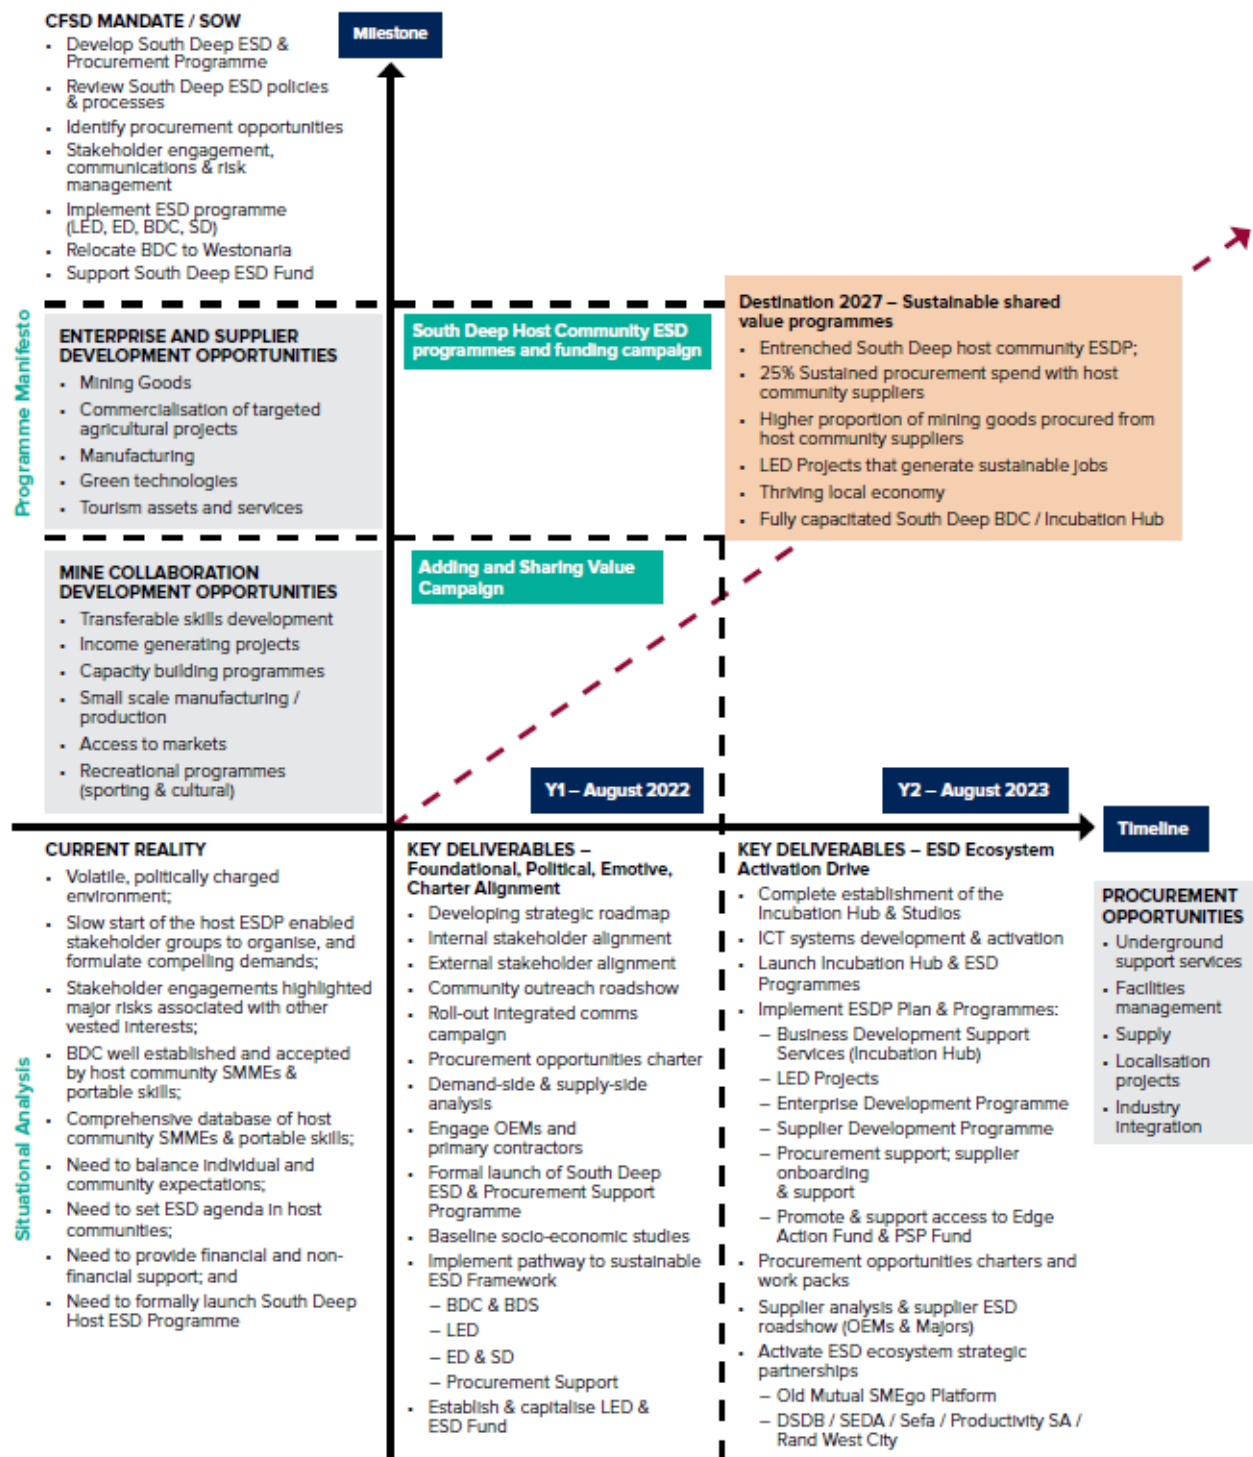 CFSD MANDATE / SOW
▪ Develop South Deep ESD &
Procurement Programme
▪ Review South Deep ESD policies
& processes
▪ Identify procurement opportunities
▪ Stakeholder engagement,
communications & risk
management
▪ Implement ESD programme
(LED, ED, BDC, SD)
▪ Relocate BDC to Westonaria
▪ Support South Deep ESD Fund
Milestone
Programme Manifesto
ENTERPRISE AND SUPPLIER
DEVELOPMENT OPPORTUNITIES
▪ Mining Goods
▪ Commercialisation of targeted
agricultural projects
▪ Manufacturing
▪ Green technologies
▪ Tourism assets and services
South Deep Host Community ESD
programmes and funding campaign
Destination 2027 – Sustainable shared
value programmes
▪ Entrenched South Deep host community ESDP;
▪ 25% Sustained procurement spend with host
community suppliers
▪ Higher proportion of mining goods procured from
host community suppliers
▪ LED Projects that generate sustainable jobs
▪ Thriving local economy
▪ Fully capacitated South Deep BDC / Incubation Hub
MINE COLLABORATION
DEVELOPMENT OPPORTUNITIES
▪ Transferable skills development
▪ Income generating projects
▪ Capacity building programmes
▪ Small scale manufacturing /
production
▪ Access to markets
▪ Recreational programmes
(sporting & cultural)
Adding and Sharing Value
Campaign
Y1 – August 2022
Y2 – August 2023
Timeline
Situational Analysis
CURRENT REALITY
▪ Volatile, politically charged
environment;
▪ Slow start of the host ESDP enabled
stakeholder groups to organise, and
formulate compelling demands;
▪ Stakeholder engagements highlighted
major risks associated with other
vested interests;
▪ BDC well established and accepted
by host community SMMEs &
portable skills;
▪ Comprehensive database of host
community SMMEs & portable skills;
▪ Need to balance individual and
community expectations;
▪ Need to set ESD agenda in host
communities;
▪ Need to provide financial and non-
financial support; and
▪ Need to formally launch South Deep
Host ESD Programme
KEY DELIVERABLES –
Foundational, Political, Emotive,
Charter Alignment
▪ Developing strategic roadmap
▪ Internal stakeholder alignment
▪ External stakeholder alignment
▪ Community outreach roadshow
▪ Roll-out integrated comms
campaign
▪ Procurement opportunities charter
▪ Demand-side & supply-side
analysis
▪ Engage OEMs and
primary contractors
▪ Formal launch of South Deep
ESD & Procurement Support
Programme
▪ Baseline socio-economic studies
▪ Implement pathway to sustainable
ESD Framework
– BDC & BDS
– LED
– ED & SD
– Procurement Support
▪ Establish & capitalise LED &
ESD Fund
KEY DELIVERABLES – ESD Ecosystem
Activation Drive
▪ Complete establishment of the
Incubation Hub & Studios
▪ ICT systems development & activation
▪ Launch Incubation Hub & ESD
Programmes
▪ Implement ESDP Plan & Programmes:
– Business Development Support
Services (Incubation Hub)
– LED Projects
– Enterprise Development Programme
– Supplier Development Programme
– Procurement support; supplier
onboarding
& support
– Promote & support access to Edge
Action Fund & PSP Fund
▪ Procurement opportunities charters and
work packs
▪ Supplier analysis & supplier ESD
roadshow (OEMs & Majors)
▪ Activate ESD ecosystem strategic
partnerships
– Old Mutual SMEgo Platform
– DSDB / SEDA / Sefa / Productivity SA /
Rand West City
PROCUREMENT
OPPORTUNITIES
▪ Underground
support services
▪ Facilities
management
▪ Supply
▪ Localisation
projects
▪ Industry
integration